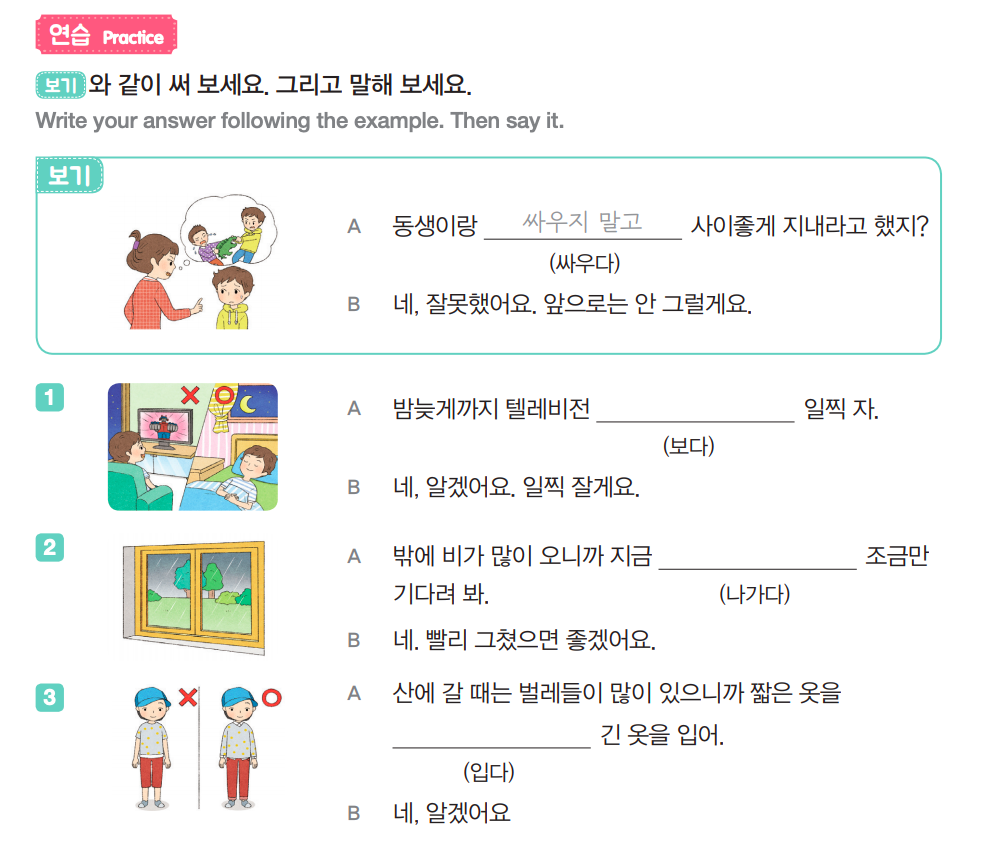 연습 Practice
보기와 같이 써 보세요. 그리고 말해 보세요.
Write your answer following the example. Then say it.
보기
A 동생이랑 싸우지 말고 사이좋게 지내라고 했지?
(싸우다)
B 네, 잘못했어요. 앞으로는 안 그럴게요.
1
A 밤늦게까지 텔레비전 ____________ 일찍 자.
(보다)
B 네, 알겠어요. 일찍 잘게요.
2
A 밖에 비가 많이 오니까 지금 ____________ 조금만
기다려 봐. (나가다)
B 네. 빨리 그쳤으면 좋겠어요.
3
A 산에 갈 때는 벌레들이 많이 있으니까 짧은 옷을
____________ 긴 옷을 입어.
(입다)
B 네, 알겠어요